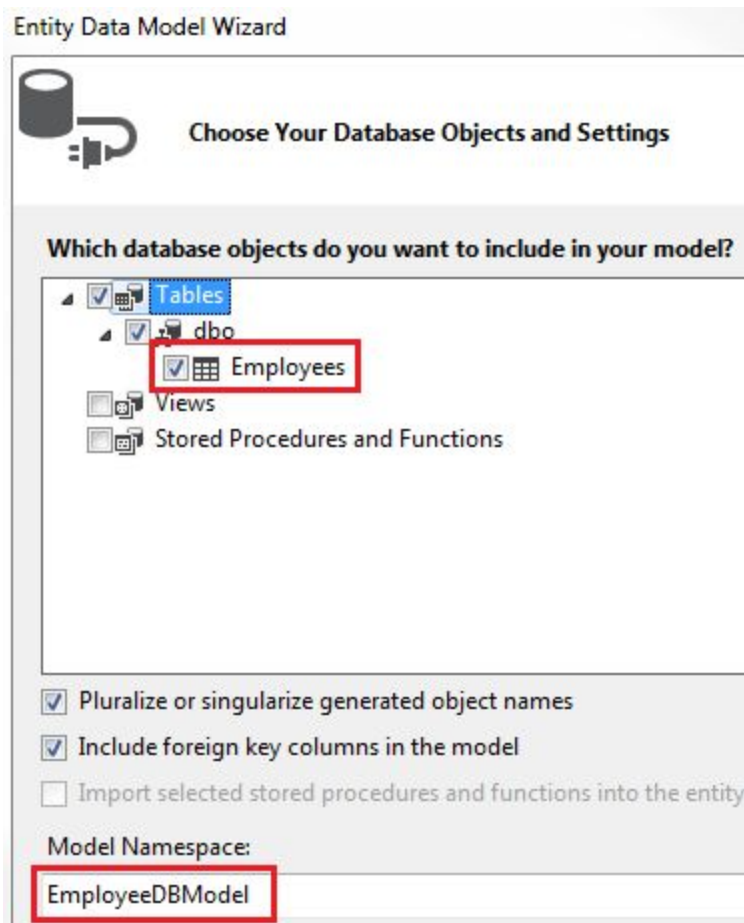 Entity Data Model Wizard
Choose Your Database Objects and Settings
Which database objects do you want to include in your model?
Tables
dbo
Employees
Views
Stored Procedures and Functions
Pluralize or singularize generated object names
Include foreign key columns in the model
Import selected stored procedures and functions into the entity
Model Namespace:
EmployeeDBModel